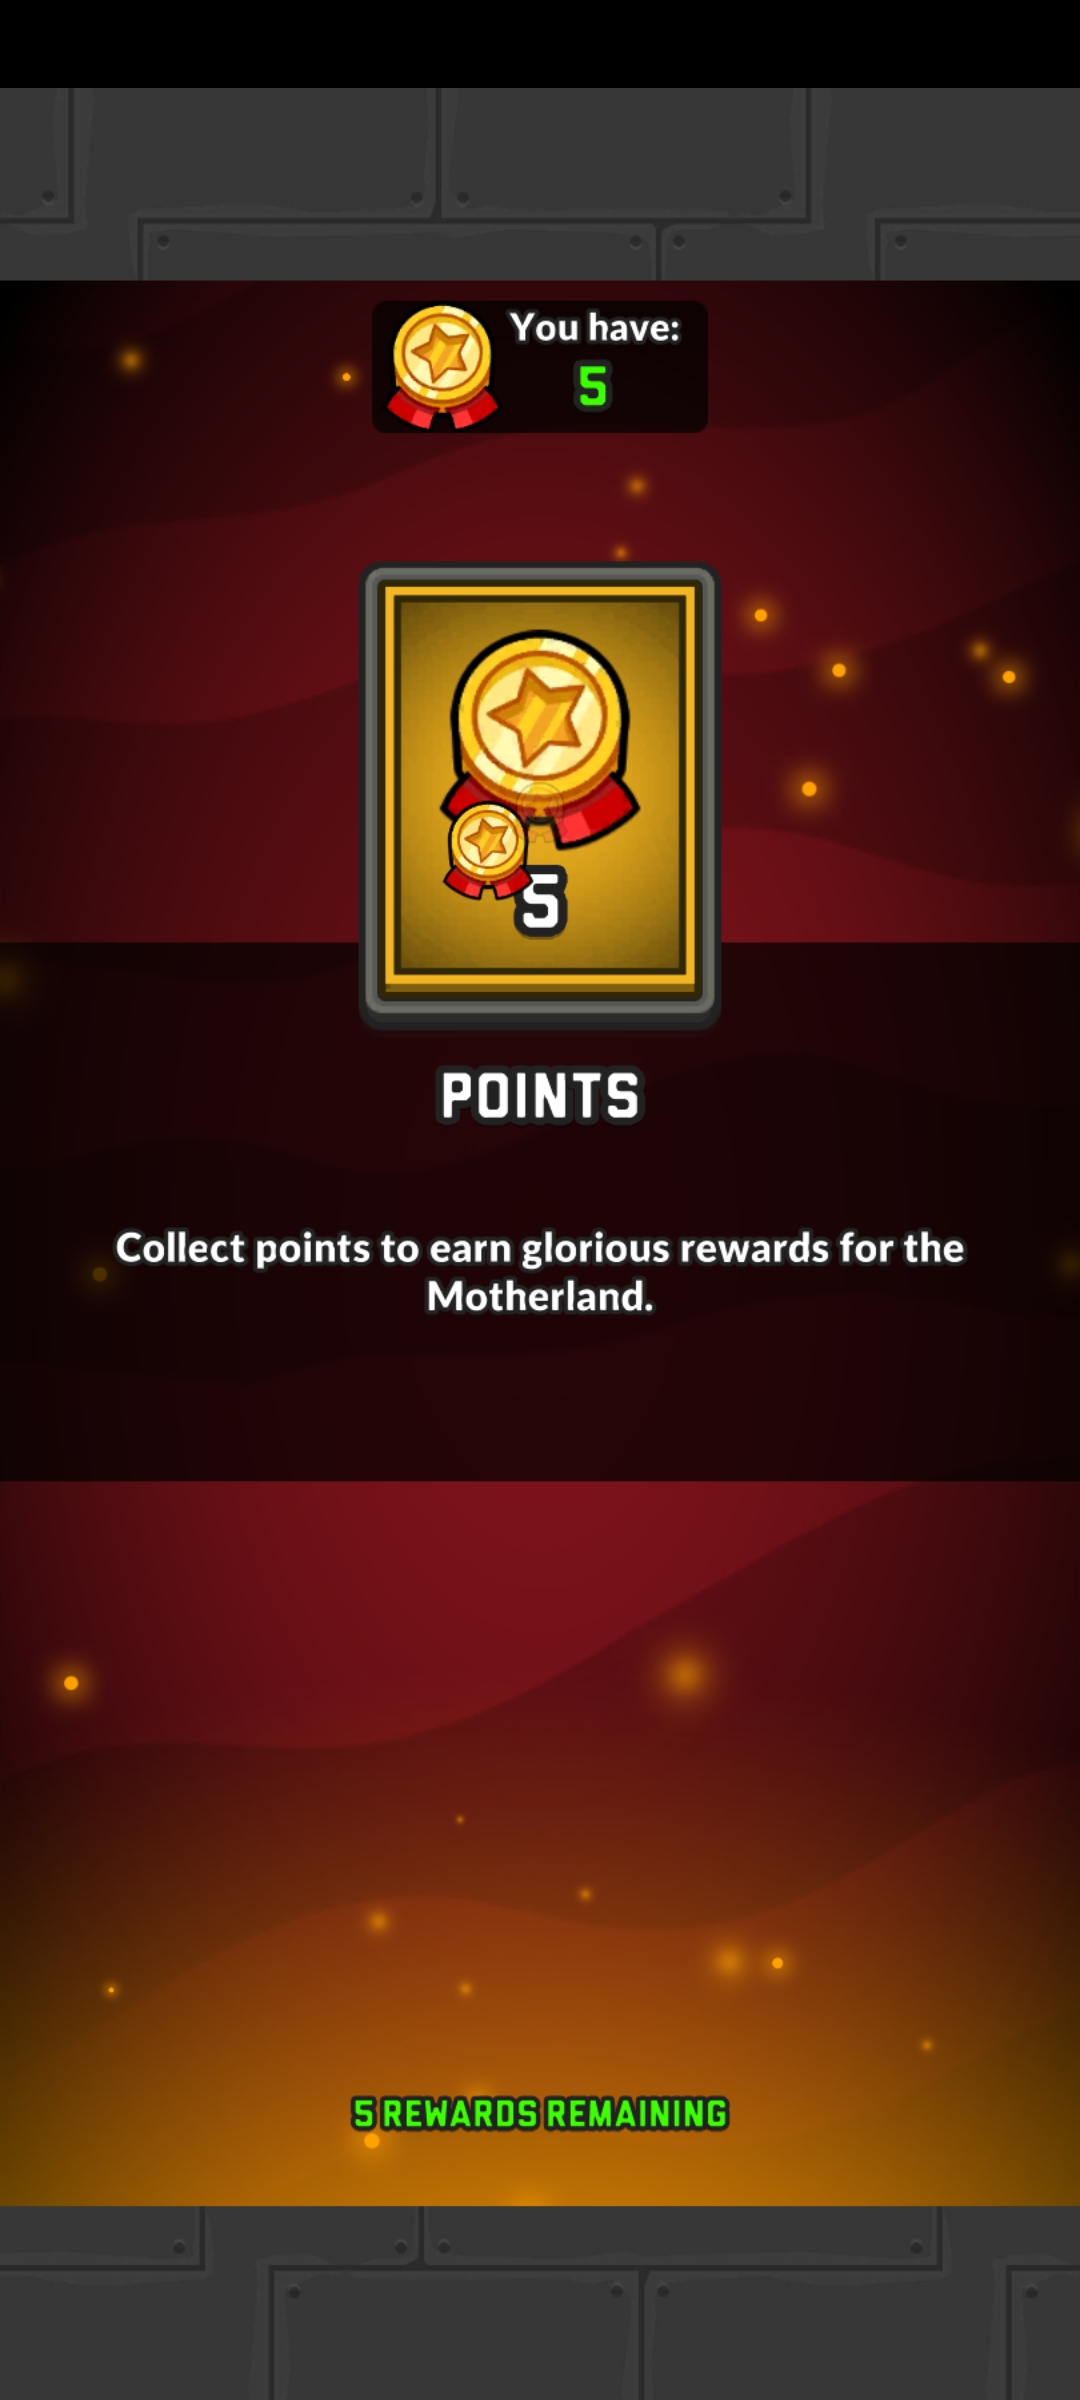 You have:
5
5
POINTS
Collect points to earn glorious rewards for the
Motherland.
5 REWARDS REMAINING